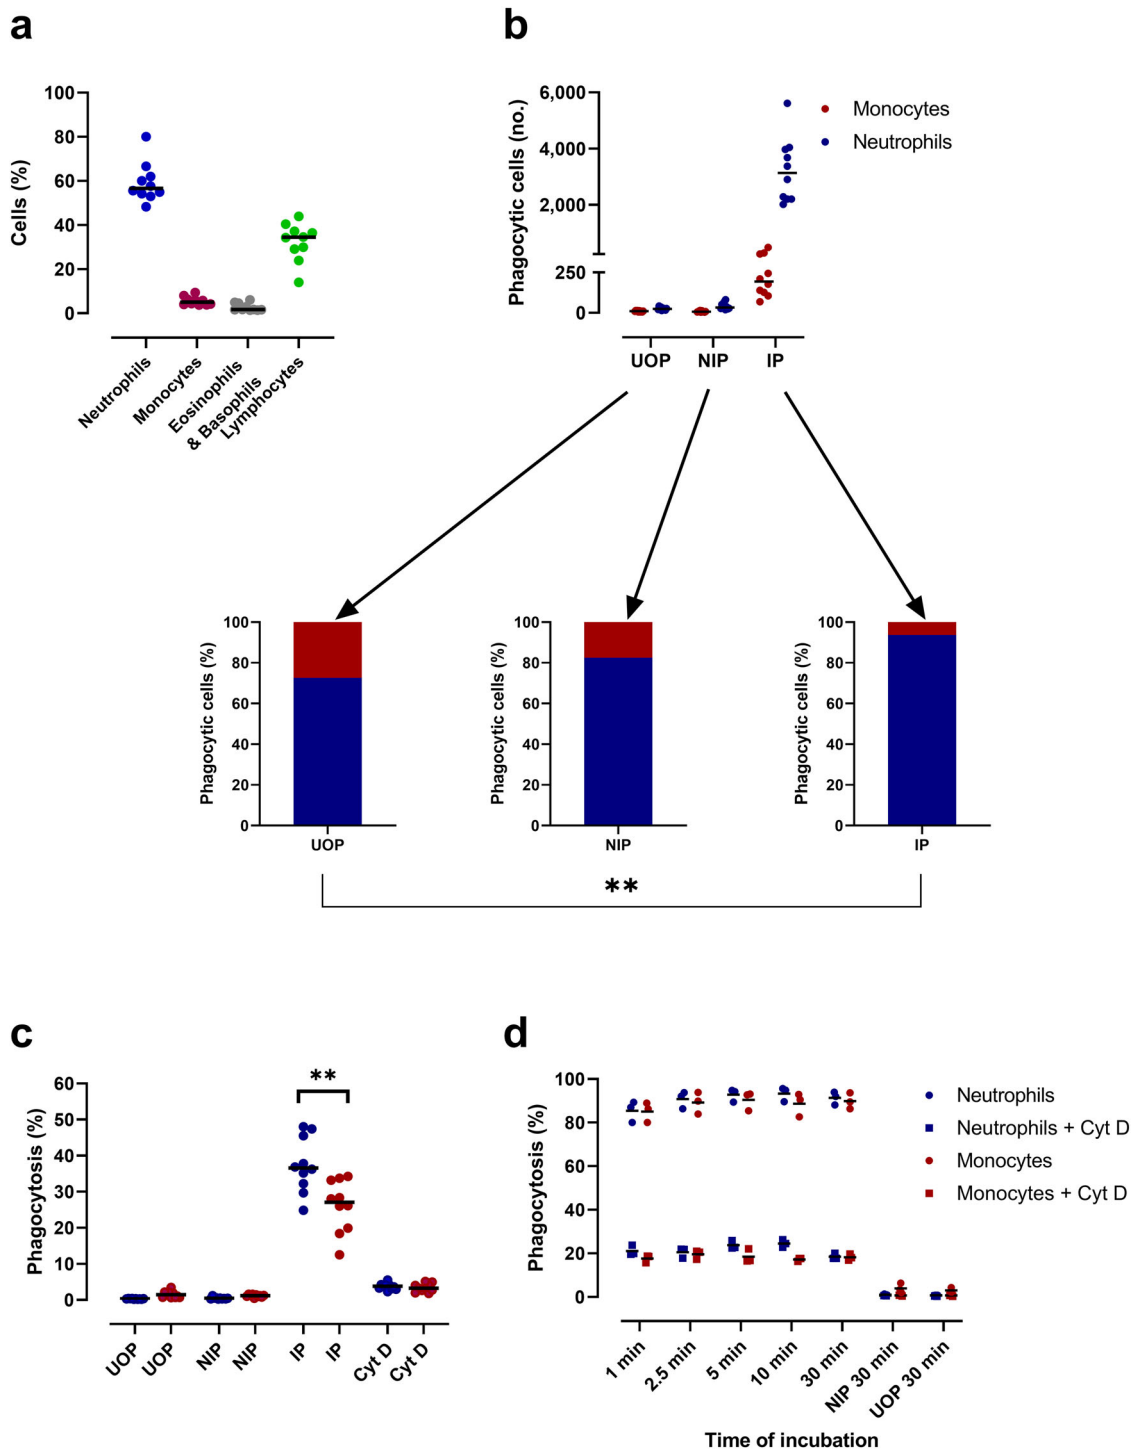 a
b
100
80
60
40
20
0
Cells (%)
Neutrophils
Monocytes
Eosinophils
& Basophils
Lymphocytes
6,000
4,000
2,000
250
0
Phagocytic cells (no.)
Monocytes
Neutrophils
UOP
NIP
IP
100
80
60
40
20
0
Phagocytic cells (%)
UOP
100
80
60
40
20
0
Phagocytic cells (%)
NIP
100
80
60
40
20
0
Phagocytic cells (%)
IP
**
c
d
60
50
40
30
20
10
0
Phagocytosis (%)
**
UOP
UOP
NIP
NIP
IP
IP
Cyt D
Cyt D
100
80
60
40
20
0
Phagocytosis (%)
Neutrophils
Neutrophils + Cyt D
Monocytes
Monocytes + Cyt D
1 min
2.5 min
5 min
10 min
30 min
NIP 30 min
UOP 30 min
Time of incubation